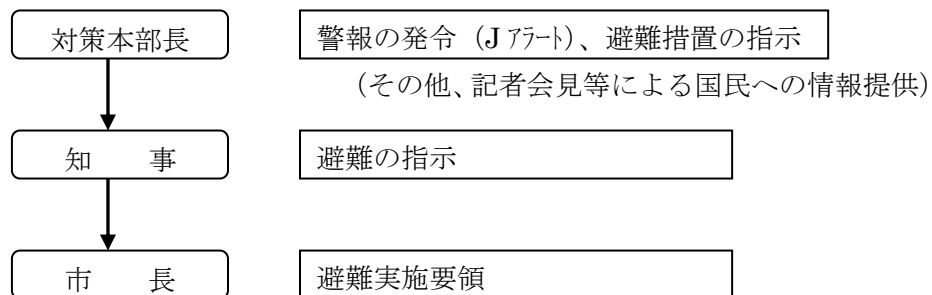 対策本部長 警報の発令（Jアラート）、避難措置の指示
（その他、記者会見等による国民への情報提供）
知　　事 避難の指示
市　　長 避難実施要領